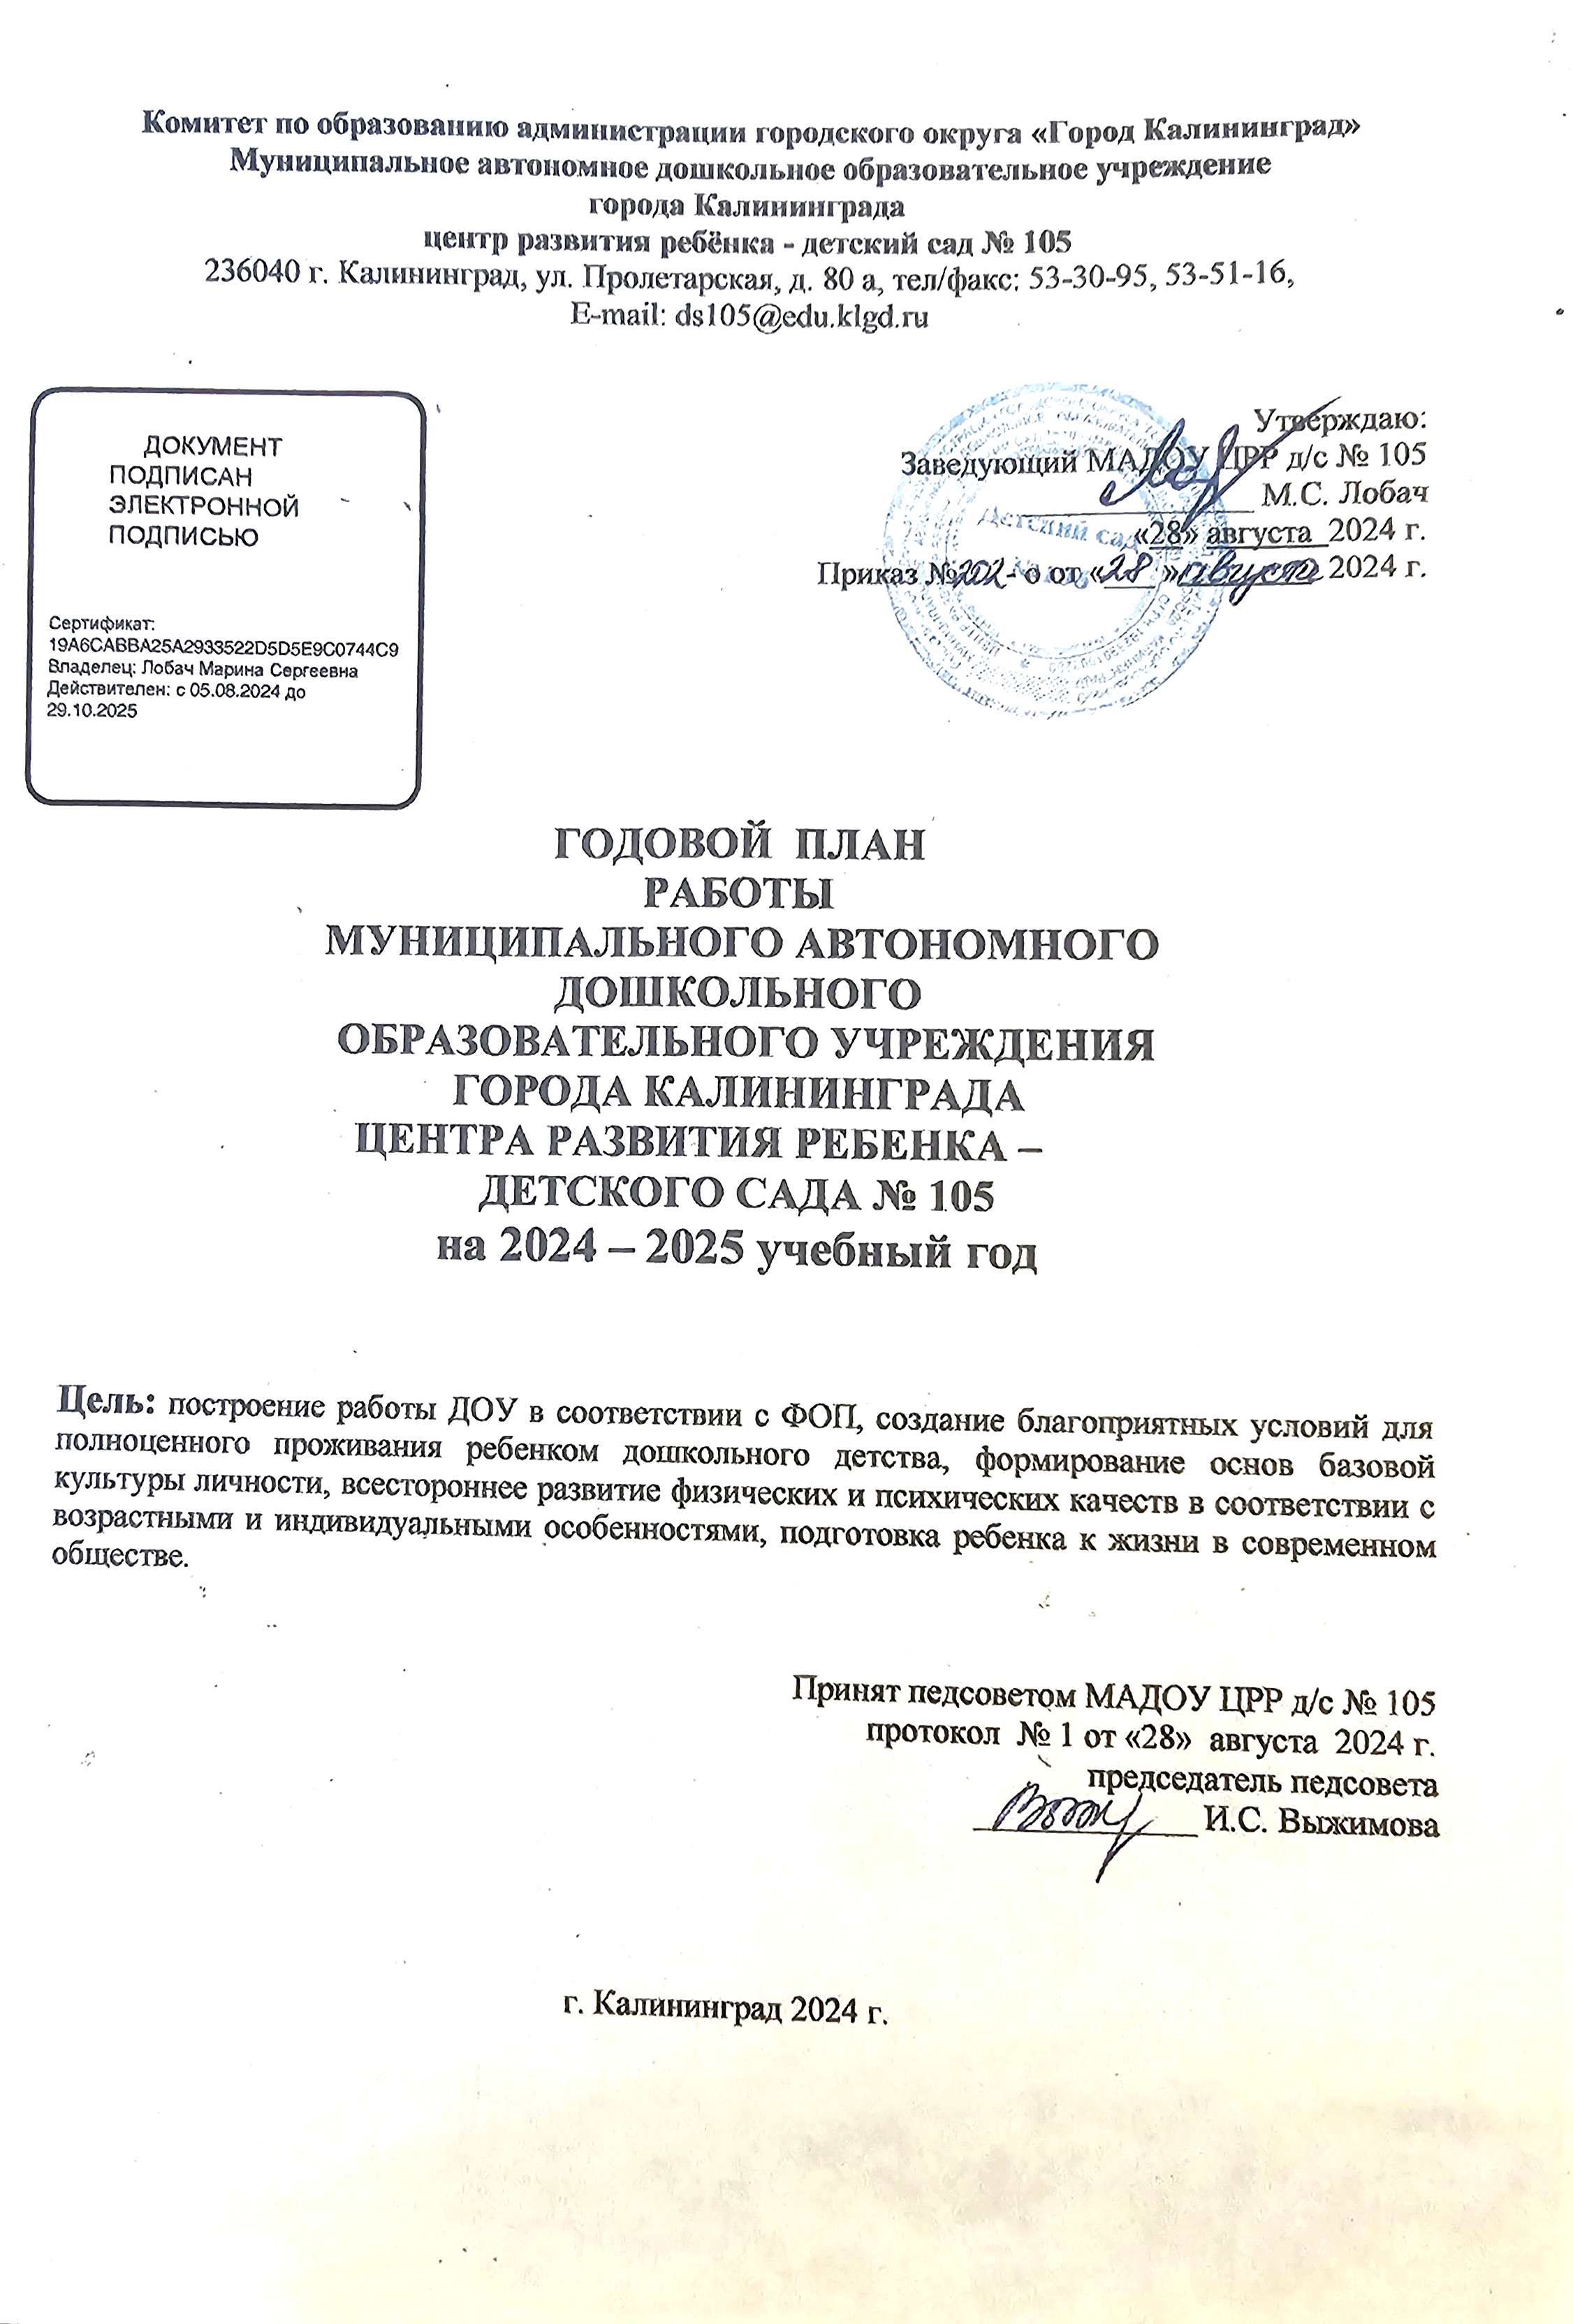 Комитет по образованию администрации городского округа «Город Калининград»
Муниципальное автономное дошкольное образовательное учреждение
города Калининграда
центр развития ребёнка - детский сад № 105
236040 г. Калининград, ул. Пролетарская, д. 80 а, тел/факс: 53-30-95, 53-51-16,
E-mail: ds105@edu.klgd.ru
ДОКУМЕНТ
ПОДПИСАН
ЭЛЕКТРОННОЙ
ПОДПИСЬЮ
Сертификат:
19A6CABBA25A2933522D5D5E9C0744C9
Владелец: Лобач Марина Сергеевна
Действителен: с 05.08.2024 до
29.10.2025
Утверждаю:
Заведующий МАДОУ ЦРР д/с № 105
М.С. Лобач
«28» августа 2024 г.
Приказ №202 - о от «28» августа 2024 г.
Детский сад
ГОДОВОЙ ПЛАН
РАБОТЫ
МУНИЦИПАЛЬНОГО АВТОНОМНОГО
ДОШКОЛЬНОГО
ОБРАЗОВАТЕЛЬНОГО УЧРЕЖДЕНИЯ
ГОРОДА КАЛИНИНГРАДА
ЦЕНТРА РАЗВИТИЯ РЕБЕНКА –
ДЕТСКОГО САДА № 105
на 2024 – 2025 учебный год
Цель: построение работы ДОУ в соответствии с ФОП, создание благоприятных условий для
полноценного проживания ребенком дошкольного детства, формирование основ базовой
культуры личности, всестороннее развитие физических и психических качеств в соответствии с
возрастными и индивидуальными особенностями, подготовка ребенка к жизни в современном
обществе.
Принят педсоветом МАДОУ ЦРР д/с № 105
протокол № 1 от «28» августа 2024 г.
председатель педсовета
И.С. Выжимова
г. Калининград 2024 г.